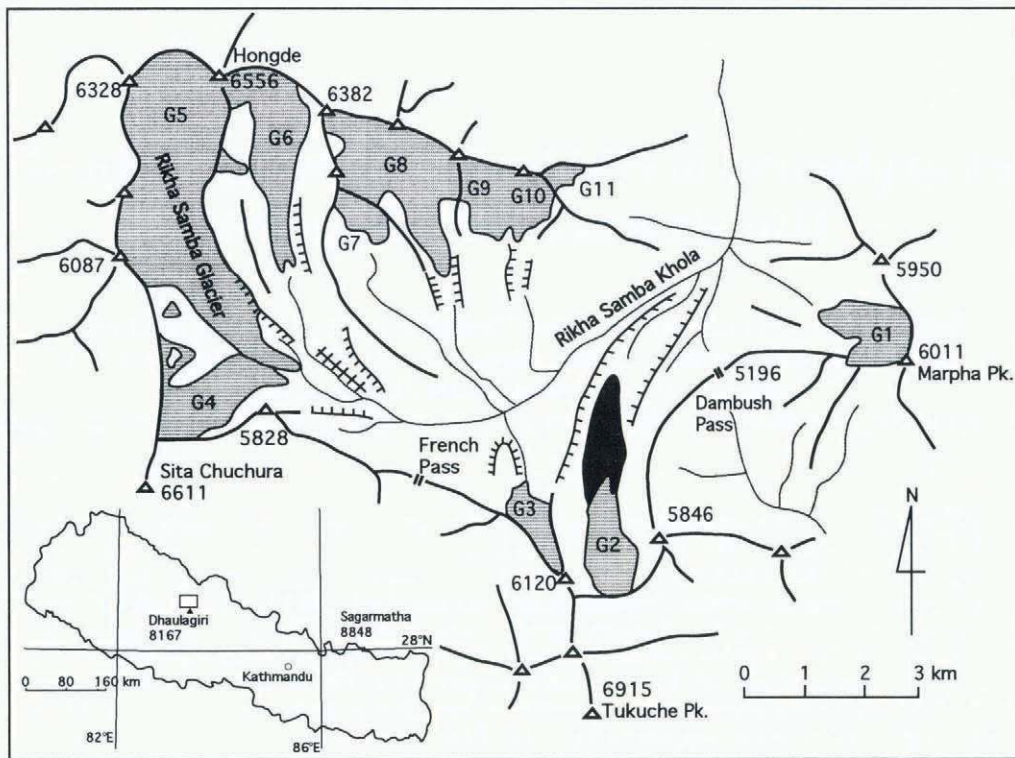 Hongde
6556
6328
6382
G5
G6
G8
G9
G10
G11
G7
Rikha Samba Glacier
6087
Rikha Samba Khola
5950
G1
6011
Marpha Pk.
5196
Dambush
Pass
G4
5828
French
Pass
Sita Chuchura
6611
G3
G2
5846
6120
N
6915
Tukuche Pk.
0 1 2 3 km
Dhaulagiri
8167
Sagarmatha
8848
28°N
Kathmandu
0 80 160 km
82°E
86°E